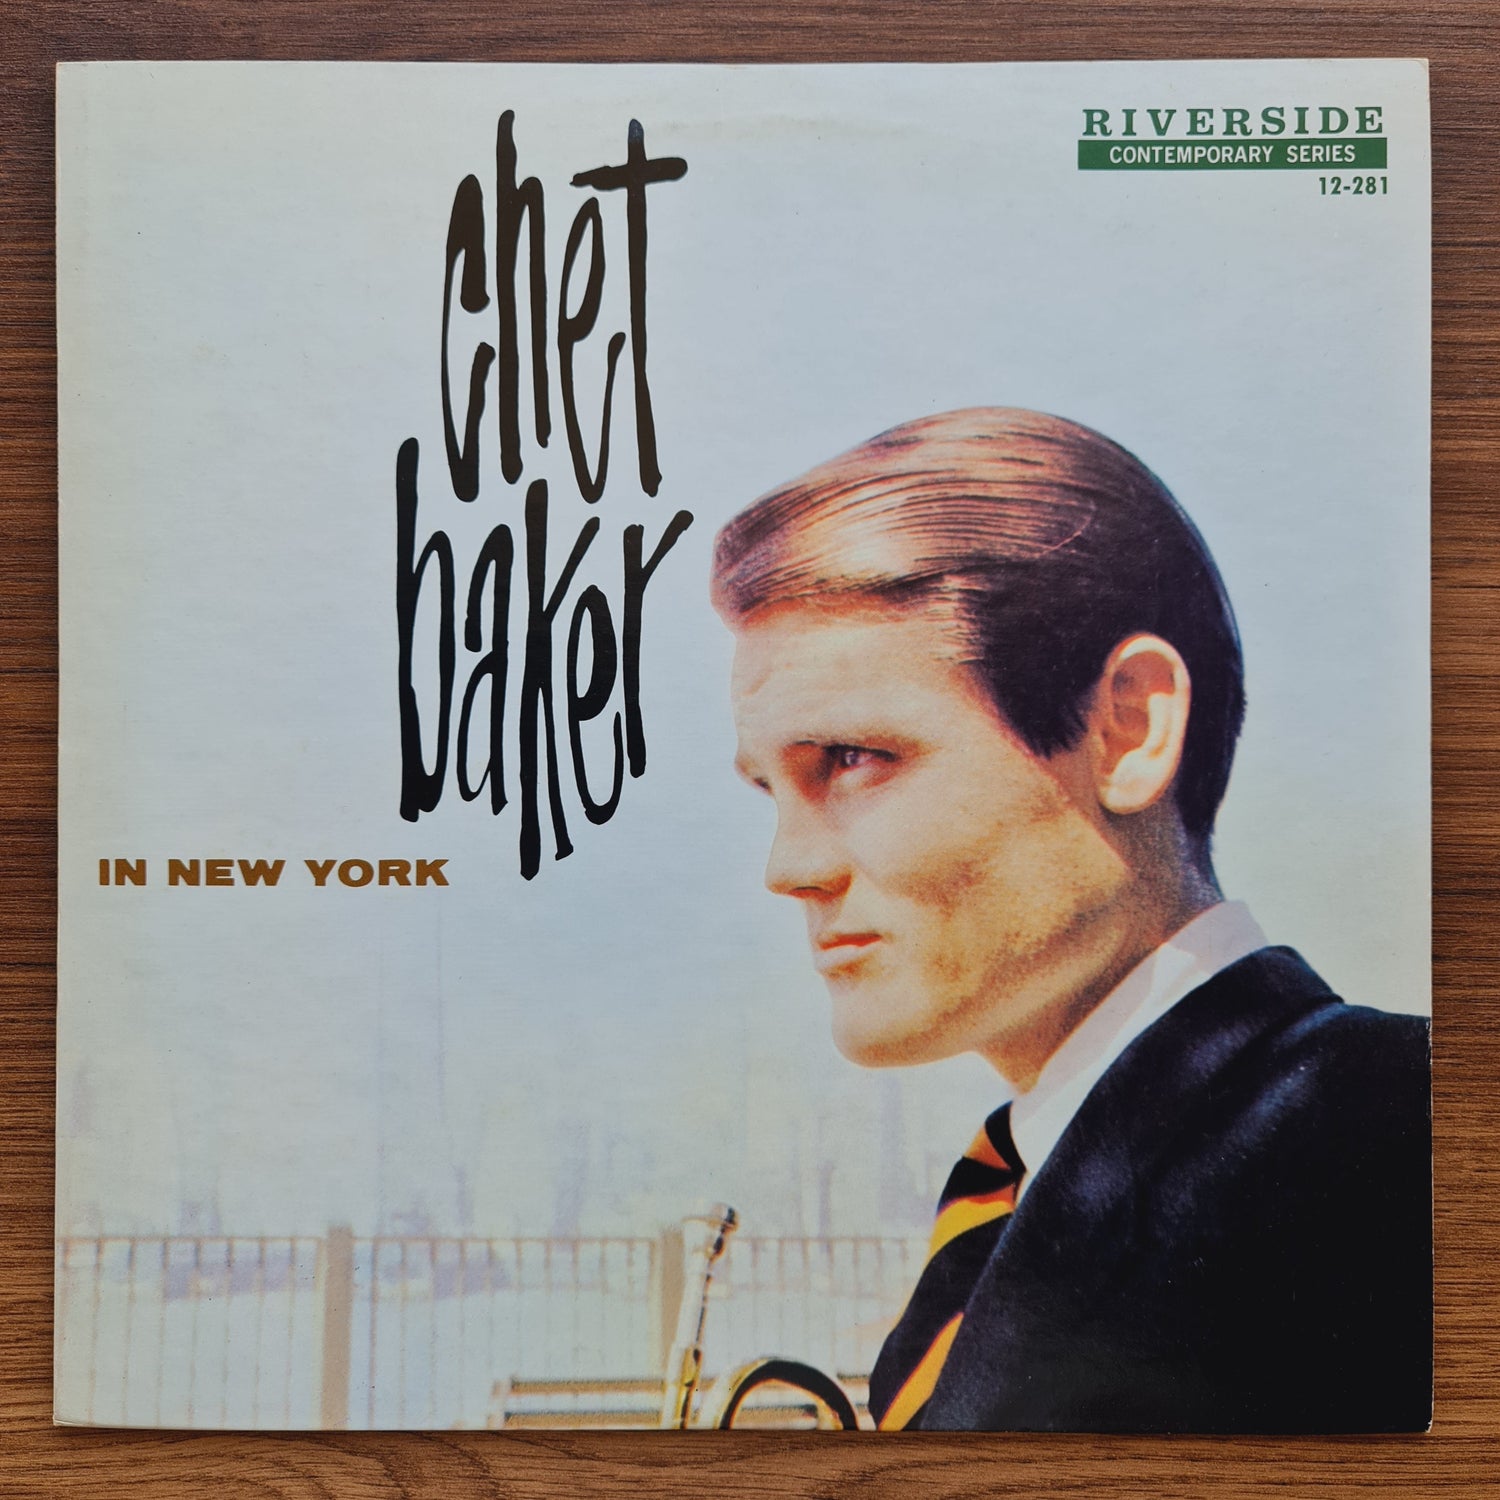 chet
baker
IN NEW YORK
RIVERSIDE
CONTEMPORARY SERIES
12-281